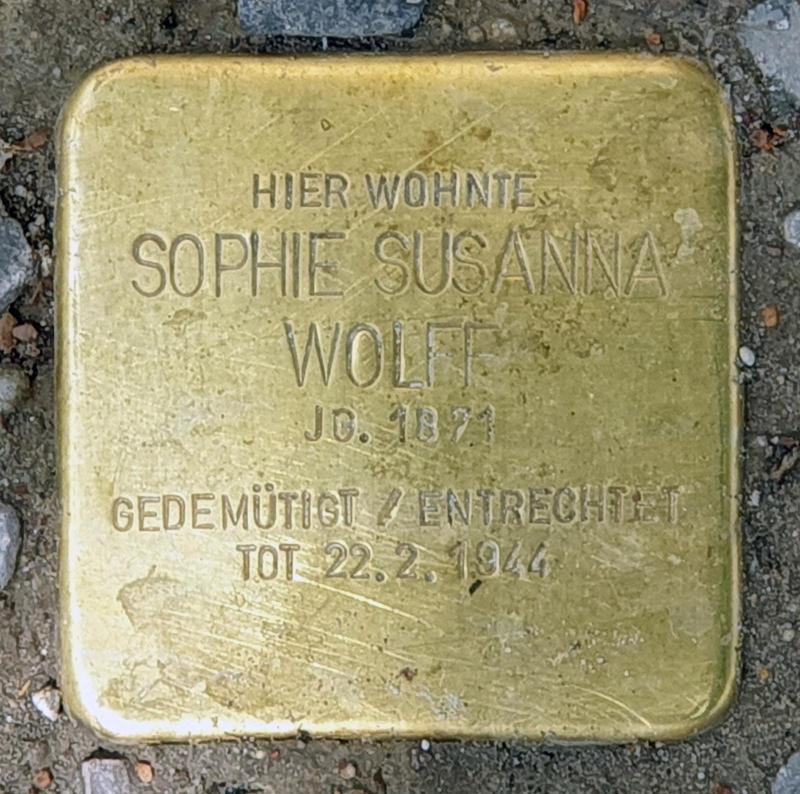 HIER WOHNTE
SOPHIE SUSANNA
WOLFF
JG. 1871
GEDEMÜTIGT / ENTRECHTET
TOT 22.2.1944